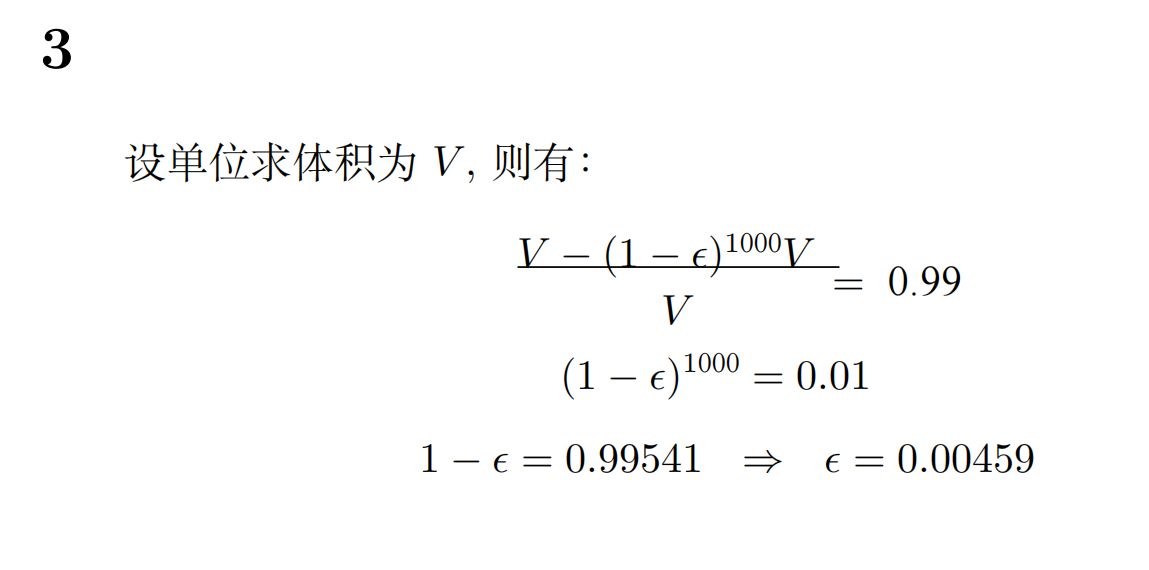 3
设单位求体积为 V, 则有:
\frac{V − (1 − ϵ)^{1000}V}{V} = 0.99
(1 − ϵ)^{1000} = 0.01
1 − ϵ = 0.99541 ⇒ ϵ = 0.00459